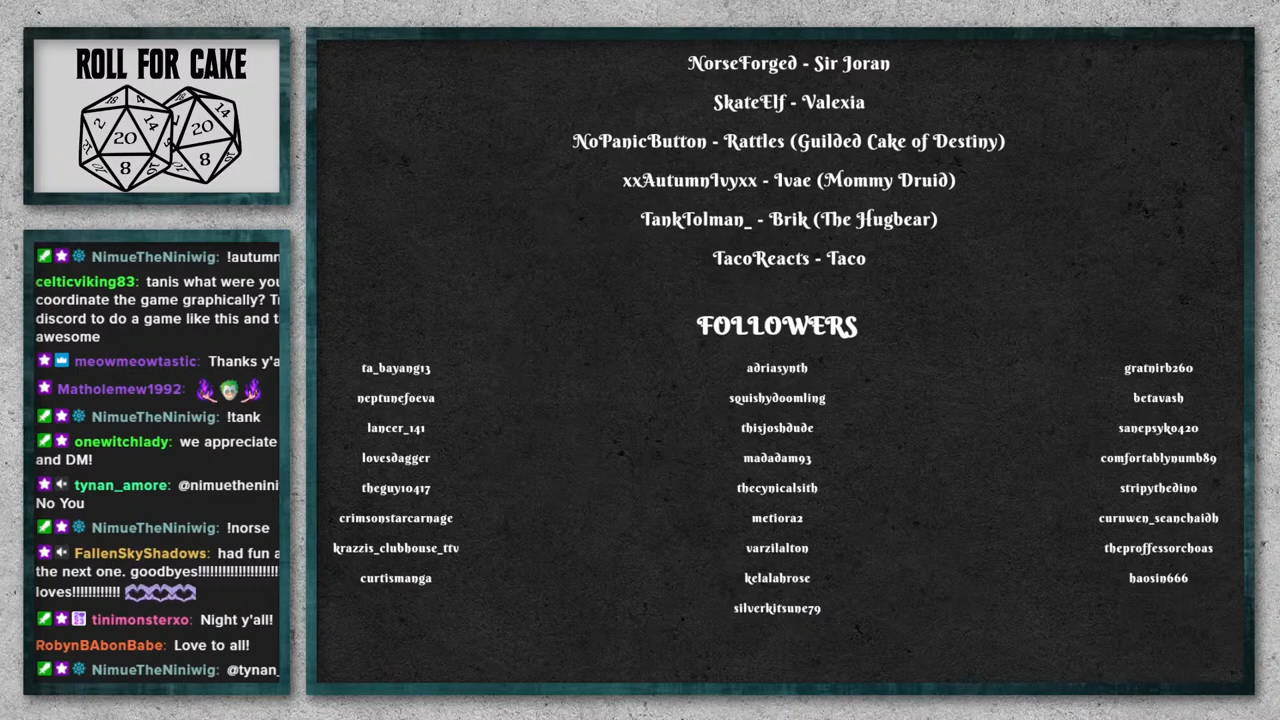 ROLL FOR CAKE
NorseForged - Sir Joran
SkateElf - Valexia
NoPanicButton - Rattles (Guilded Cake of Destiny)
xxAutumnIvyxx - Ivae (Mommy Druid)
TankTolman_ - Brik (The Hugbear)
TacoReacts - Taco
FOLLOWERS
ta_bayang13 adriasynth gratnirb260
neptunefoeva squishydoomling betavash
lancer_141 thisjoshdude sanepsyko420
lovesdagger madadam93 comfortablynumb89
theguy10417 thecynicalsith stripythedino
crimsonstarcarnage metiora2 curuwen_seanchaidh
krazzis_clubhouse_ttv varzilalton theproffessorchoas
curtismanga kelalabrose haosin666
silverkitsune79
NimueTheNiniwig: !autumn
celticviking83: tanis what were you
coordinate the game graphically?
discord to do a game like this and
awesome
meowmeowtastic: Thanks
Matholemew1992:
NimueTheNiniwig: !tank
onewitchlady: we appreciate
and DM!
tynan_amore: @nimuethenini
No You
NimueTheNiniwig: !norse
FallenSkyShadows: had fun
the next one. goodbyes!!!!!!!!!!!!!!!!!!!!!
loves!!!!!!!!!!!!
tinimonsterxo: Night y'all!
RobynBAbonBabe: Love to all!
NimueTheNiniwig: @tynan_